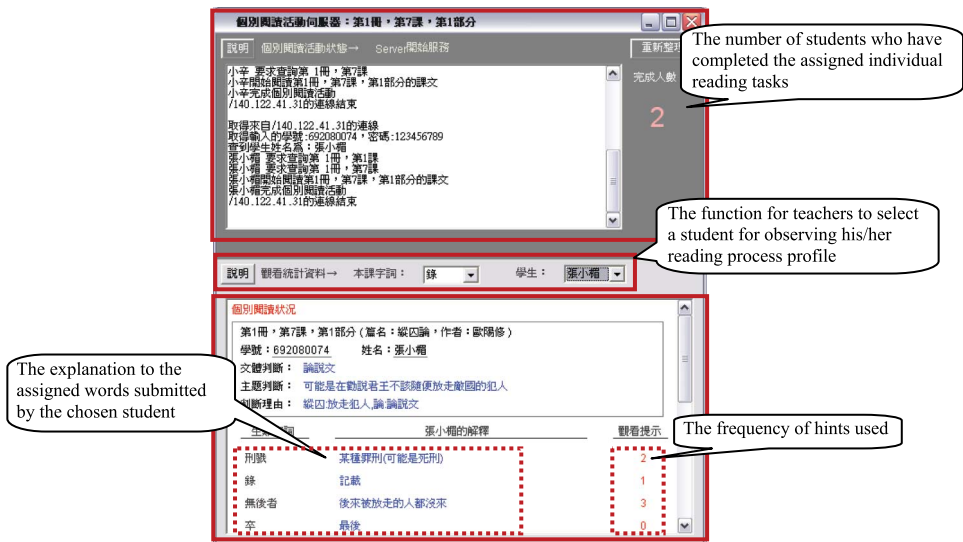 個別閱讀活動伺服器：第1冊，第7課，第1部分
說明 個別閱讀活動狀態→ Server開始服務 重新整理
小辛 要求查詢第 1冊，第7課
小辛開始閱讀第1冊，第7課，第1部分的課文
小辛完成個別閱讀活動
/140.122.41.31的連線結束
取得來自/140.122.41.31的連線
取得輸入的學號:692080074，密碼:123456789
查到學生姓名為：張小楣
張小楣 要求查詢第 1冊，第1課
張小楣 要求查詢第 1冊，第7課
張小楣開始閱讀第1冊，第7課，第1部分的課文
張小楣完成個別閱讀活動
/140.122.41.31的連線結束
完成人數
2
The number of students who have
completed the assigned individual
reading tasks
The function for teachers to select
a student for observing his/her
reading process profile
說明 觀看統計資料→ 本課字詞： 錄 學生： 張小楣
個別閱讀狀況
第1冊，第7課，第1部分 (篇名：縱囚論，作者：歐陽修)
學號：692080074 姓名：張小楣
文體判斷： 論說文
主題判斷： 可能是在勸說君王不該隨便放走敵國的犯人
判斷理由： 縱囚:放走犯人,論:論說文
The explanation to the
assigned words submitted
by the chosen student
張小楣的解釋 觀看提示
The frequency of hints used
刑戮 某種罪刑(可能是死刑) 2
錄 記載 1
無後者 後來被放走的人都沒來 3
卒 最後 0